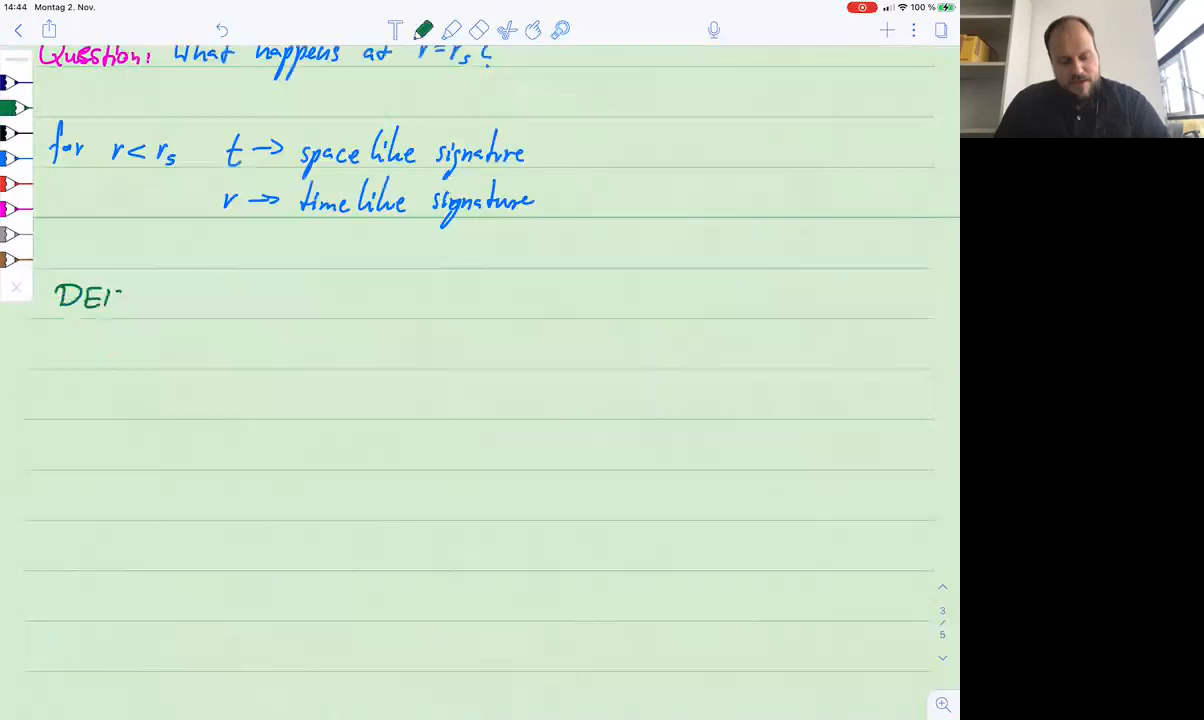 14:44 Montag 2. Nov. 100 %
Question: What happens at r=rs?
for r < rs t → space like signature
r → time like signature
3
/
5